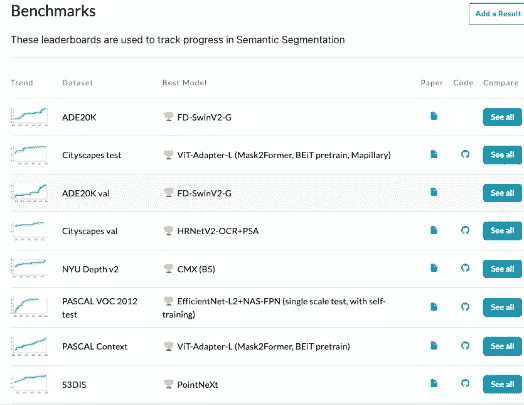 Benchmarks
Add a Result
These leaderboards are used to track progress in Semantic Segmentation
Trend Dataset Best Model Paper Code Compare
ADE20K FD-SwinV2-G See all
Cityscapes test ViT-Adapter-L (Mask2Former, BEiT pretrain, Mapillary) See all
ADE20K val FD-SwinV2-G See all
Cityscapes val HRNetV2-OCR+PSA See all
NYU Depth v2 CMX (B5) See all
PASCAL VOC 2012 EfficientNet-L2+NAS-FPN (single scale test, with self-
test training) See all
PASCAL Context ViT-Adapter-L (Mask2Former, BEiT pretrain) See all
S3DIS PointNeXt See all